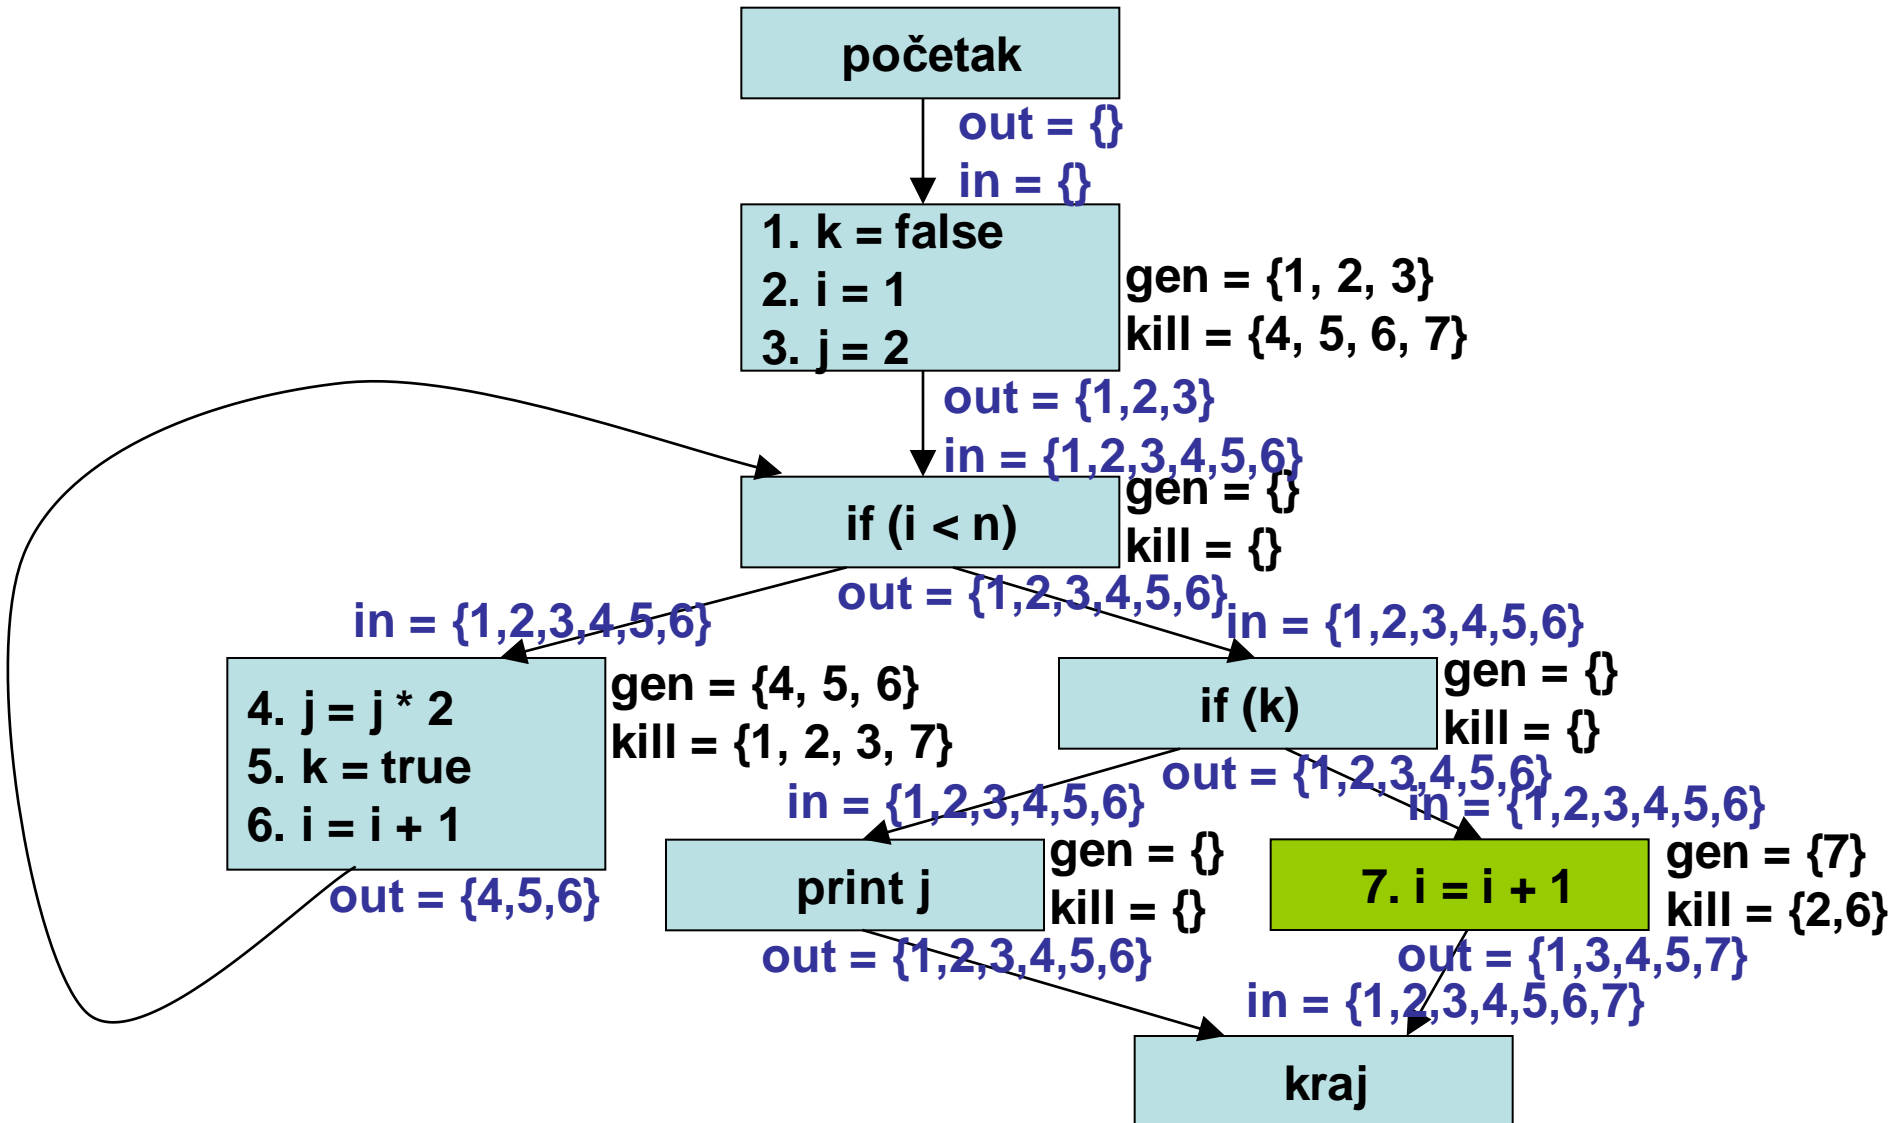 početak
out = {}
in = {}
1. k = false
2. i = 1
3. j = 2
gen = {1, 2, 3}
kill = {4, 5, 6, 7}
out = {1,2,3}
in = {1,2,3,4,5,6}
if (i < n)
gen = {}
kill = {}
out = {1,2,3,4,5,6}
in = {1,2,3,4,5,6}
in = {1,2,3,4,5,6}
4. j = j * 2
5. k = true
6. i = i + 1
gen = {4, 5, 6}
kill = {1, 2, 3, 7}
out = {4,5,6}
if (k)
gen = {}
kill = {}
out = {1,2,3,4,5,6}
in = {1,2,3,4,5,6}
in = {1,2,3,4,5,6}
print j
gen = {}
kill = {}
out = {1,2,3,4,5,6}
7. i = i + 1
gen = {7}
kill = {2,6}
out = {1,3,4,5,7}
in = {1,2,3,4,5,6,7}
kraj